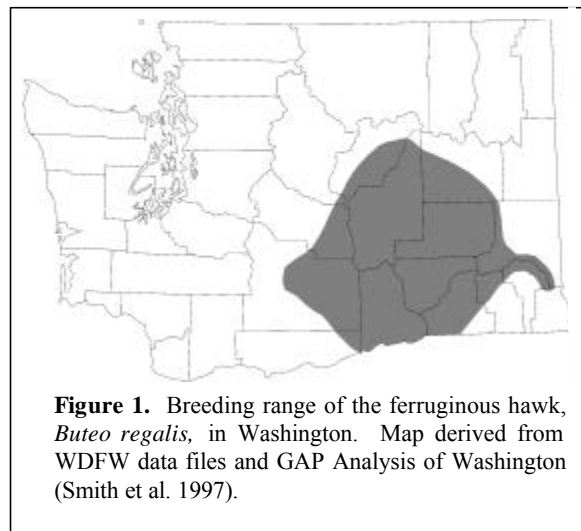 Figure 1. Breeding range of the ferruginous hawk,
Buteo regalis, in Washington. Map derived from
WDFW data files and GAP Analysis of Washington
(Smith et al. 1997).